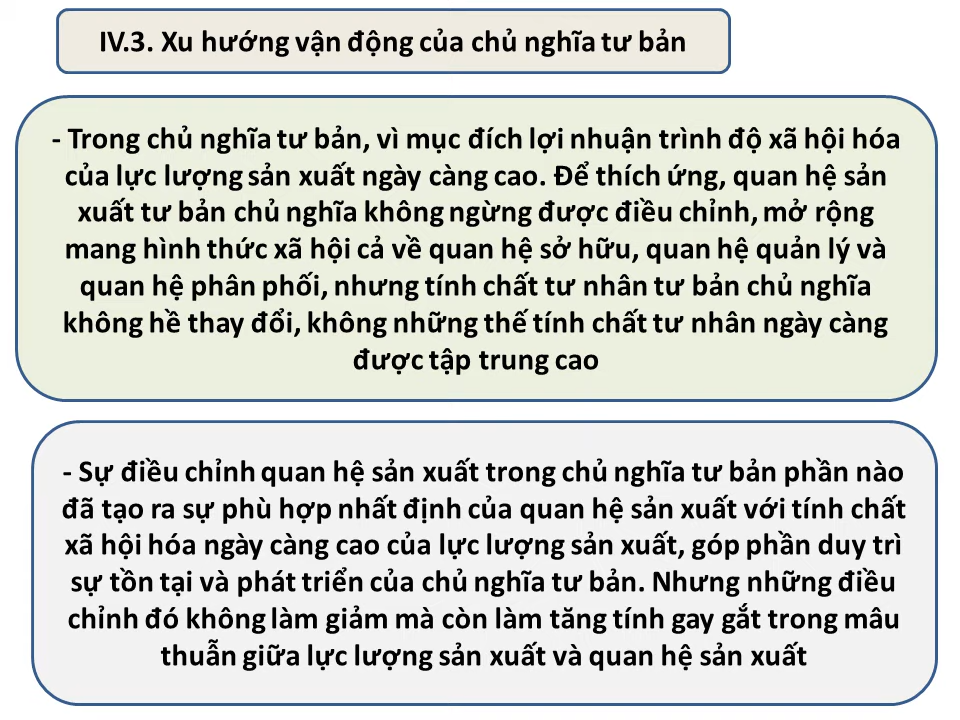 IV.3. Xu hướng vận động của chủ nghĩa tư bản
- Trong chủ nghĩa tư bản, vì mục đích lợi nhuận trình độ xã hội hóa
của lực lượng sản xuất ngày càng cao. Để thích ứng, quan hệ sản
xuất tư bản chủ nghĩa không ngừng được điều chỉnh, mở rộng
mang hình thức xã hội cả về quan hệ sở hữu, quan hệ quản lý và
quan hệ phân phối, nhưng tính chất tư nhân tư bản chủ nghĩa
không hề thay đổi, không những thế tính chất tư nhân ngày càng
được tập trung cao
- Sự điều chỉnh quan hệ sản xuất trong chủ nghĩa tư bản phần nào
đã tạo ra sự phù hợp nhất định của quan hệ sản xuất với tính chất
xã hội hóa ngày càng cao của lực lượng sản xuất, góp phần duy trì
sự tồn tại và phát triển của chủ nghĩa tư bản. Nhưng những điều
chỉnh đó không làm giảm mà còn làm tăng tính gay gắt trong mâu
thuẫn giữa lực lượng sản xuất và quan hệ sản xuất